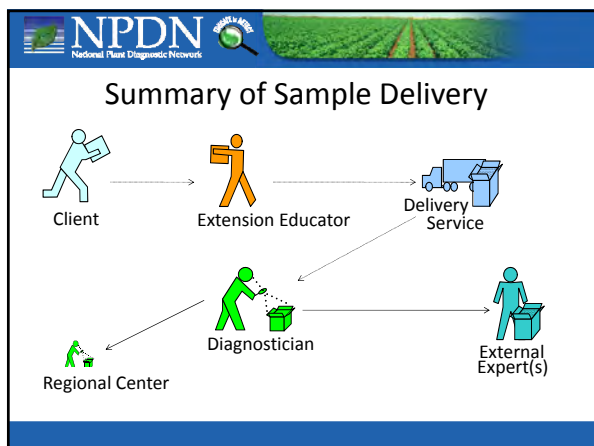 NPDN
National Plant Diagnostic Network
Summary of Sample Delivery
Client
Extension Educator
Delivery
Service
Diagnostician
External
Expert(s)
Regional Center